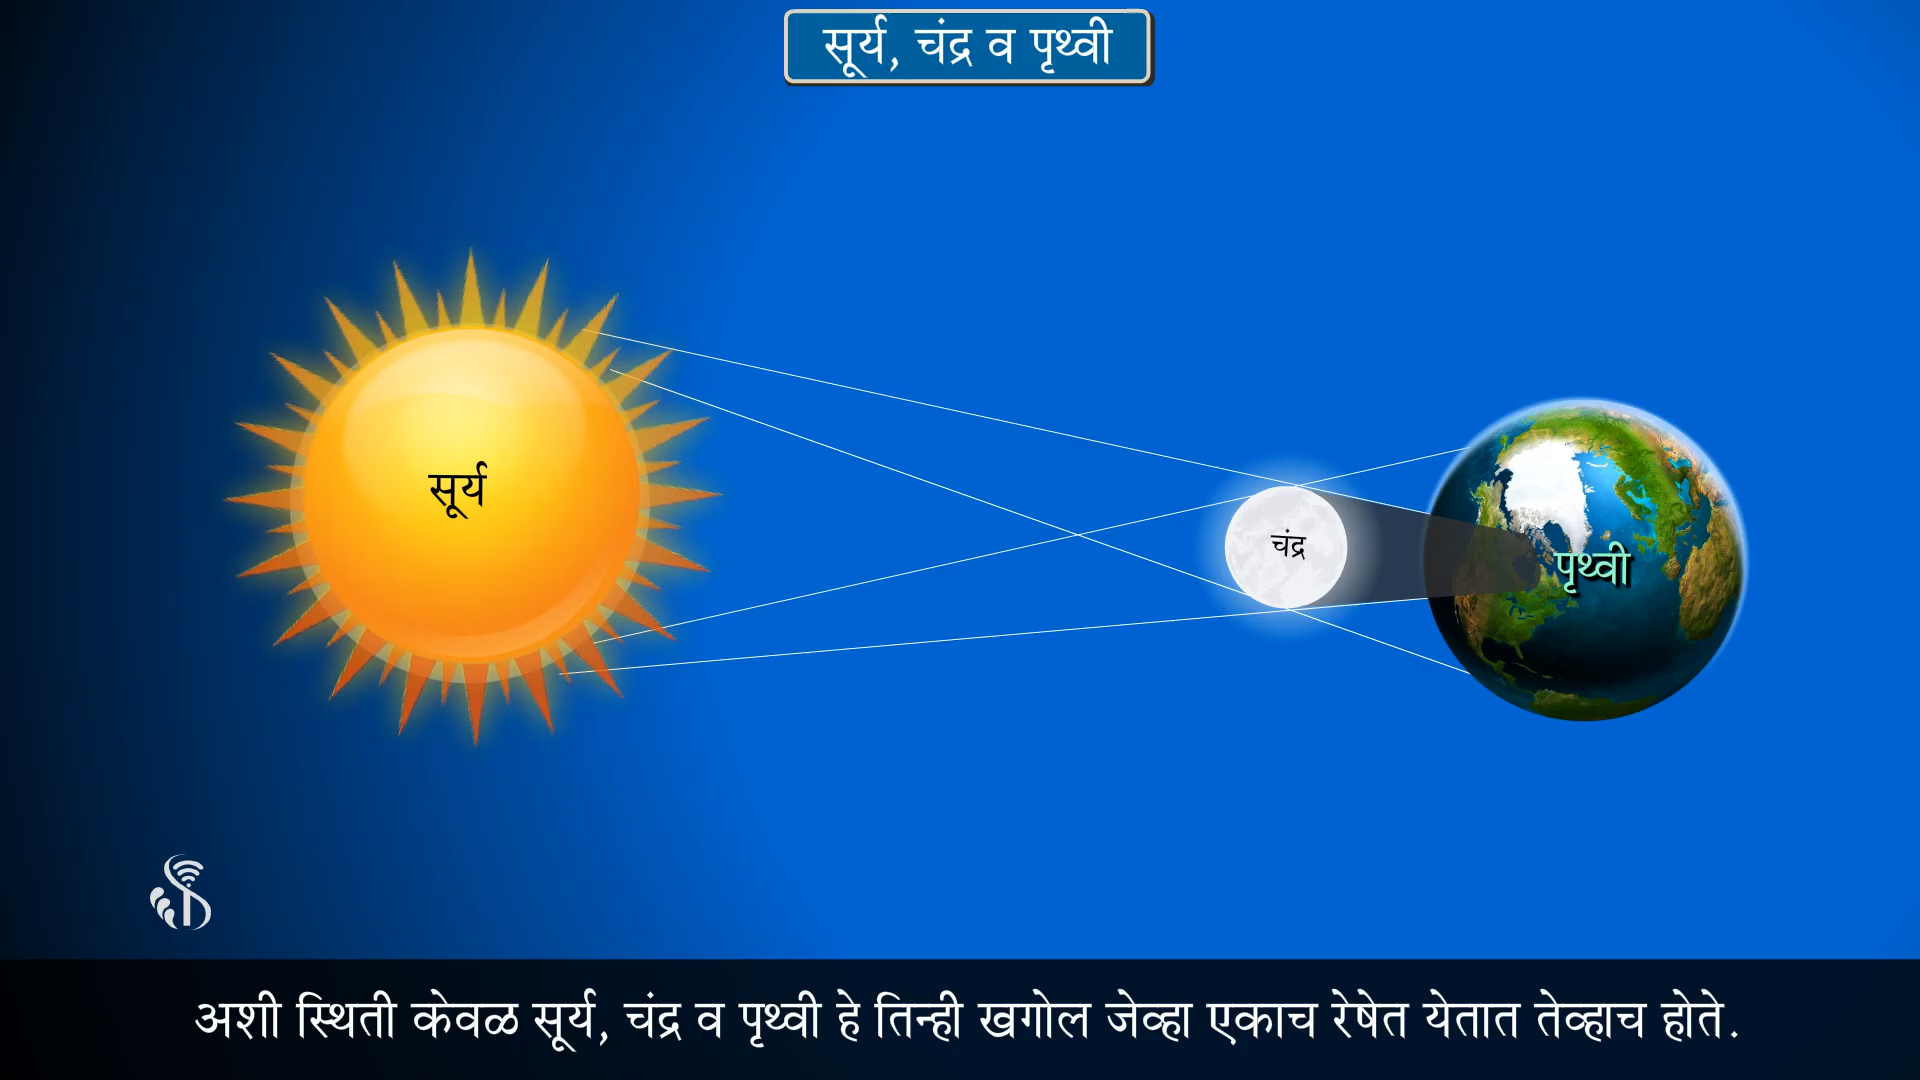 सूर्य, चंद्र व पृथ्वी
सूर्य
चंद्र
पृथ्वी
अशी स्थिती केवळ सूर्य, चंद्र व पृथ्वी हे तिन्ही खगोल जेव्हा एकाच रेषेत येतात तेव्हाच होते.